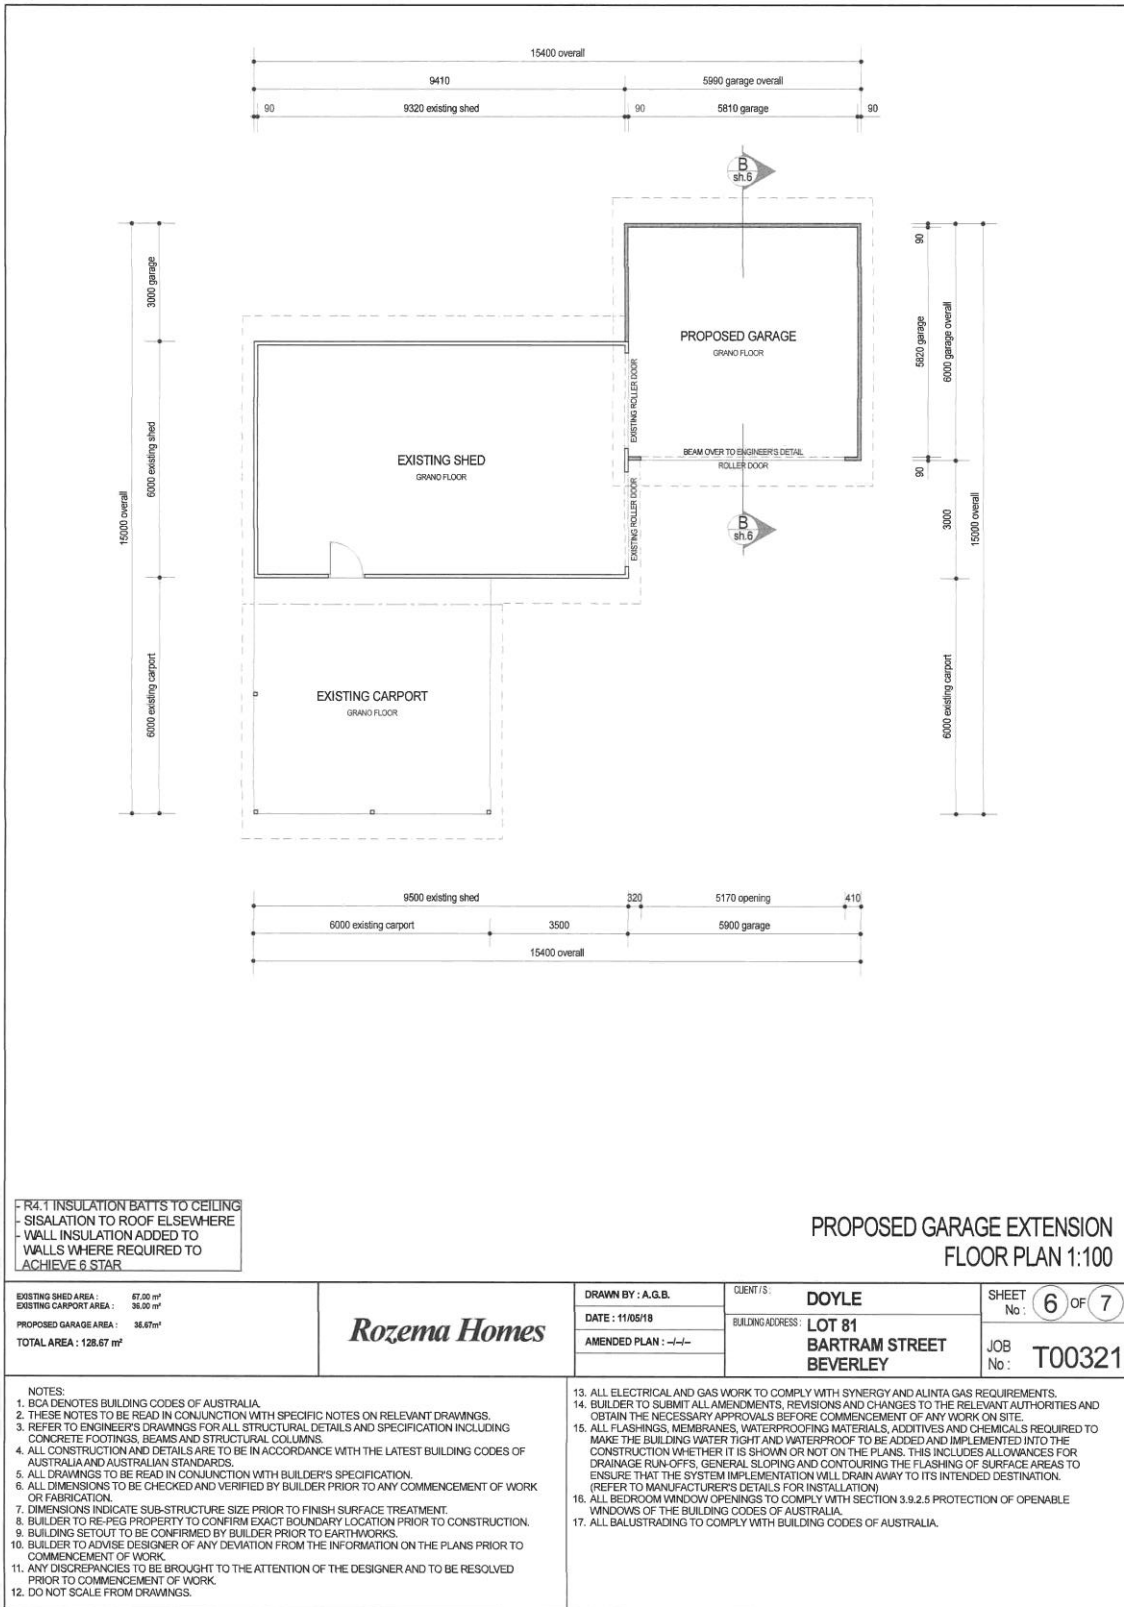 15400 overall
9410
5990 garage overall
90
9320 existing shed
90
5810 garage
90
B
sh.6
3000 garage
6000 existing shed
15000 overall
6000 existing carport
90
5820 garage
6000 garage overall
90
3000
15000 overall
6000 existing carport
PROPOSED GARAGE
GRANO FLOOR
EXISTING ROLLER DOOR
BEAM OVER TO ENGINEER'S DETAIL
ROLLER DOOR
EXISTING SHED
GRANO FLOOR
EXISTING ROLLER DOOR
B
sh.6
EXISTING CARPORT
GRANO FLOOR
9500 existing shed
320
5170 opening
410
6000 existing carport
3500
5900 garage
15400 overall
- R4.1 INSULATION BATTS TO CEILING
- SISALATION TO ROOF ELSEWHERE
- WALL INSULATION ADDED TO
WALLS WHERE REQUIRED TO
ACHIEVE 6 STAR
PROPOSED GARAGE EXTENSION
FLOOR PLAN 1:100
EXISTING SHED AREA : 57.00 m²
EXISTING CARPORT AREA : 36.00 m²
PROPOSED GARAGE AREA : 35.67m²
TOTAL AREA : 128.67 m²
Rozema Homes
DRAWN BY : A.G.B.
DATE : 11/05/18
AMENDED PLAN : --/--/--
CLIENT / S : DOYLE
BUILDING ADDRESS : LOT 81
BARTRAM STREET
BEVERLEY
SHEET No : 6 OF 7
JOB No : T00321
NOTES:
1. BCA DENOTES BUILDING CODES OF AUSTRALIA.
2. THESE NOTES TO BE READ IN CONJUNCTION WITH SPECIFIC NOTES ON RELEVANT DRAWINGS.
3. REFER TO ENGINEER'S DRAWINGS FOR ALL STRUCTURAL DETAILS AND SPECIFICATION INCLUDING
CONCRETE FOOTINGS, BEAMS AND STRUCTURAL COLUMNS.
4. ALL CONSTRUCTION AND DETAILS ARE TO BE IN ACCORDANCE WITH THE LATEST BUILDING CODES OF
AUSTRALIA AND AUSTRALIAN STANDARDS.
5. ALL DRAWINGS TO BE READ IN CONJUNCTION WITH BUILDER'S SPECIFICATION.
6. ALL DIMENSIONS TO BE CHECKED AND VERIFIED BY BUILDER PRIOR TO ANY COMMENCEMENT OF WORK
OR FABRICATION.
7. DIMENSIONS INDICATE SUB-STRUCTURE SIZE PRIOR TO FINISH SURFACE TREATMENT.
8. BUILDER TO RE-PEG PROPERTY TO CONFIRM EXACT BOUNDARY LOCATION PRIOR TO CONSTRUCTION.
9. BUILDING SETOUT TO BE CONFIRMED BY BUILDER PRIOR TO EARTHWORKS.
10. BUILDER TO ADVISE DESIGNER OF ANY DEVIATION FROM THE INFORMATION ON THE PLANS PRIOR TO
COMMENCEMENT OF WORK.
11. ANY DISCREPANCIES TO BE BROUGHT TO THE ATTENTION OF THE DESIGNER AND TO BE RESOLVED
PRIOR TO COMMENCEMENT OF WORK.
12. DO NOT SCALE FROM DRAWINGS.
13. ALL ELECTRICAL AND GAS WORK TO COMPLY WITH SYNERGY AND ALINTA GAS REQUIREMENTS.
14. BUILDER TO SUBMIT ALL AMENDMENTS, REVISIONS AND CHANGES TO THE RELEVANT AUTHORITIES AND
OBTAIN THE NECESSARY APPROVALS BEFORE COMMENCEMENT OF ANY WORK ON SITE.
15. ALL FLASHINGS, MEMBRANES, WATERPROOFING MATERIALS, ADDITIVES AND CHEMICALS REQUIRED TO
MAKE THE BUILDING WATER TIGHT AND WATERPROOF TO BE ADDED AND IMPLEMENTED INTO THE
CONSTRUCTION WHETHER IT IS SHOWN OR NOT ON THE PLANS. THIS INCLUDES ALLOWANCES FOR
DRAINAGE RUN-OFFS, GENERAL SLOPING AND CONTOURING THE FLASHING OF SURFACE AREAS TO
ENSURE THAT THE SYSTEM IMPLEMENTATION WILL DRAIN AWAY TO ITS INTENDED DESTINATION.
(REFER TO MANUFACTURER'S DETAILS FOR INSTALLATION)
16. ALL BEDROOM WINDOW OPENINGS TO COMPLY WITH SECTION 3.9.2.5 PROTECTION OF OPENABLE
WINDOWS OF THE BUILDING CODES OF AUSTRALIA.
17. ALL BALUSTRADING TO COMPLY WITH BUILDING CODES OF AUSTRALIA.